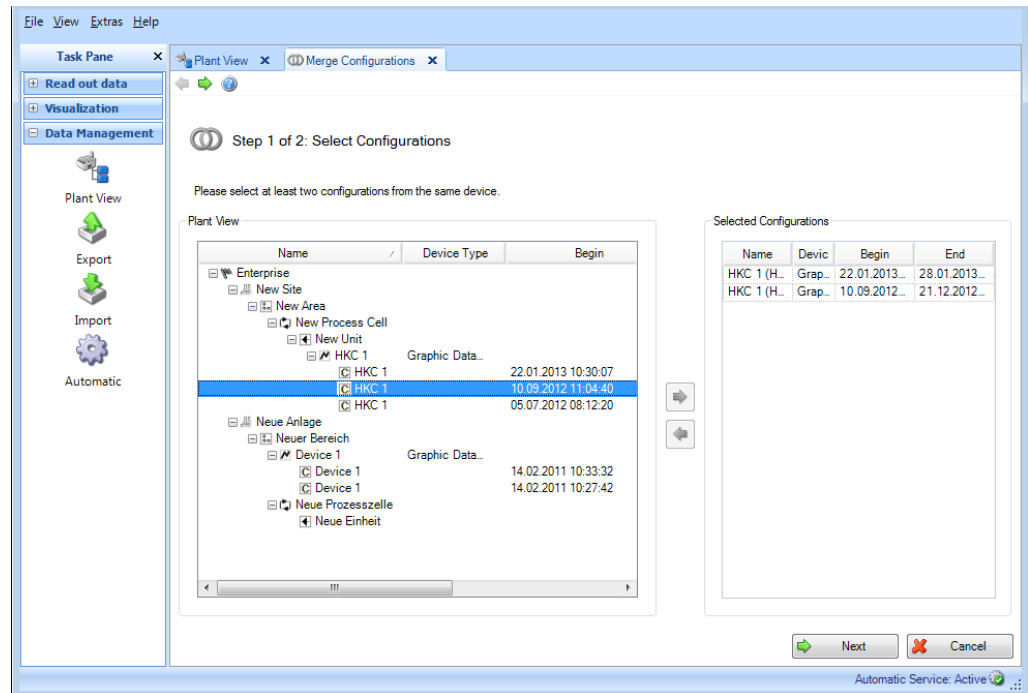 File View Extras Help
Task Pane x
Plant View x Merge Configurations x
Read out data
Visualization
Data Management
Plant View
Export
Import
Automatic
Step 1 of 2: Select Configurations
Please select at least two configurations from the same device.
Plant View
Name Device Type Begin
Enterprise
New Site
New Area
New Process Cell
New Unit
HKC 1 Graphic Data...
C HKC 1 22.01.2013 10:30:07
C HKC 1 10.09.2012 11:04:40
C HKC 1 05.07.2012 08:12:20
Neue Anlage
Neuer Bereich
Device 1 Graphic Data...
C Device 1 14.02.2011 10:33:32
C Device 1 14.02.2011 10:27:42
Neue Prozesszelle
Neue Einheit
Selected Configurations
Name Devic Begin End
HKC 1 (H... Grap... 22.01.2013... 28.01.2013...
HKC 1 (H... Grap... 10.09.2012... 21.12.2012...
Next Cancel
Automatic Service: Active